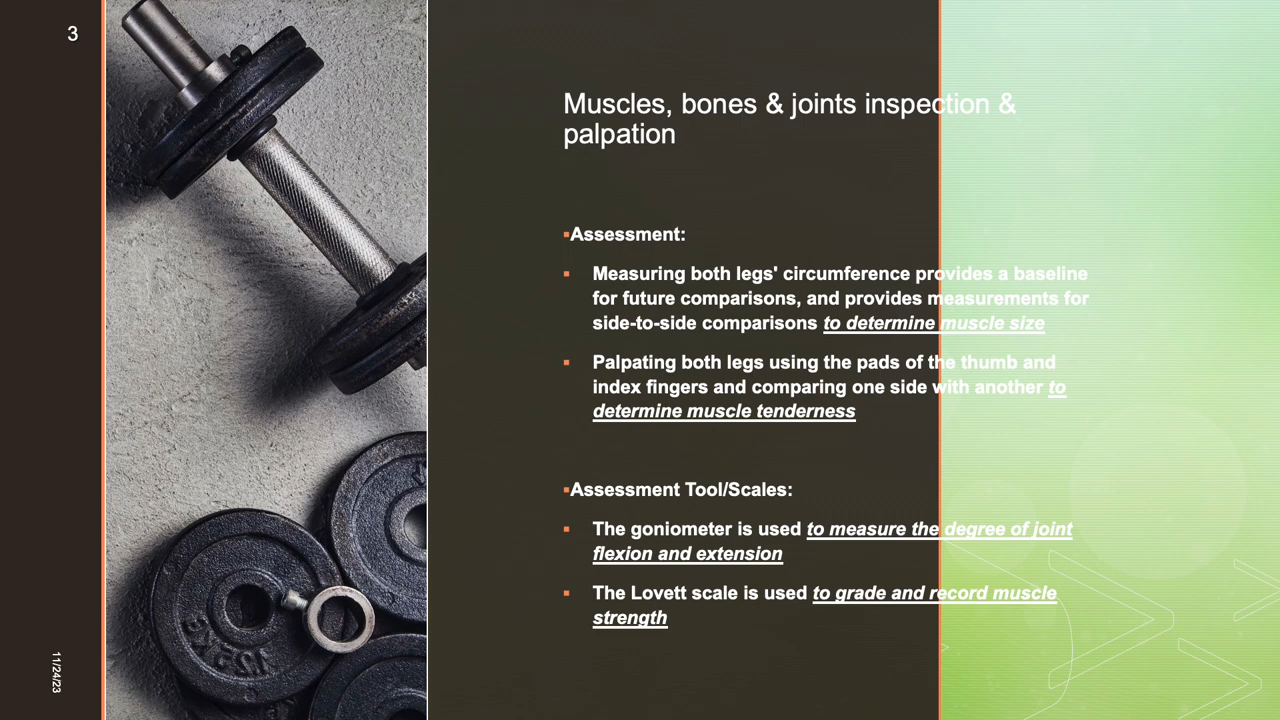 3
Muscles, bones & joints inspection &
palpation
▪Assessment:
▪ Measuring both legs' circumference provides a baseline
for future comparisons, and provides measurements for
side-to-side comparisons to determine muscle size
▪ Palpating both legs using the pads of the thumb and
index fingers and comparing one side with another to
determine muscle tenderness
▪Assessment Tool/Scales:
▪ The goniometer is used to measure the degree of joint
flexion and extension
▪ The Lovett scale is used to grade and record muscle
strength
11/24/23